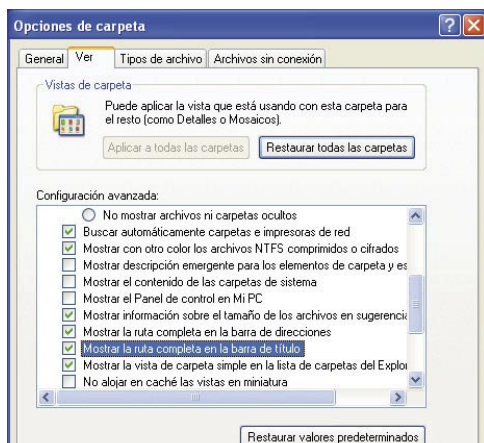 Opciones de carpeta
General Ver Tipos de archivo Archivos sin conexión
Vistas de carpeta
Puede aplicar la vista que está usando con esta carpeta para
el resto (como Detalles o Mosaicos).
Aplicar a todas las carpetas Restaurar todas las carpetas
Configuración avanzada:
No mostrar archivos ni carpetas ocultos
Buscar automáticamente carpetas e impresoras de red
Mostrar con otro color los archivos NTFS comprimidos o cifrados
Mostrar descripción emergente para los elementos de carpeta y es
Mostrar el contenido de las carpetas de sistema
Mostrar el Panel de control en Mi PC
Mostrar información sobre el tamaño de los archivos en sugerencia
Mostrar la ruta completa en la barra de direcciones
Mostrar la ruta completa en la barra de título
Mostrar la vista de carpeta simple en la lista de carpetas del Explor
No alojar en caché las vistas en miniatura
Restaurar valores predeterminados